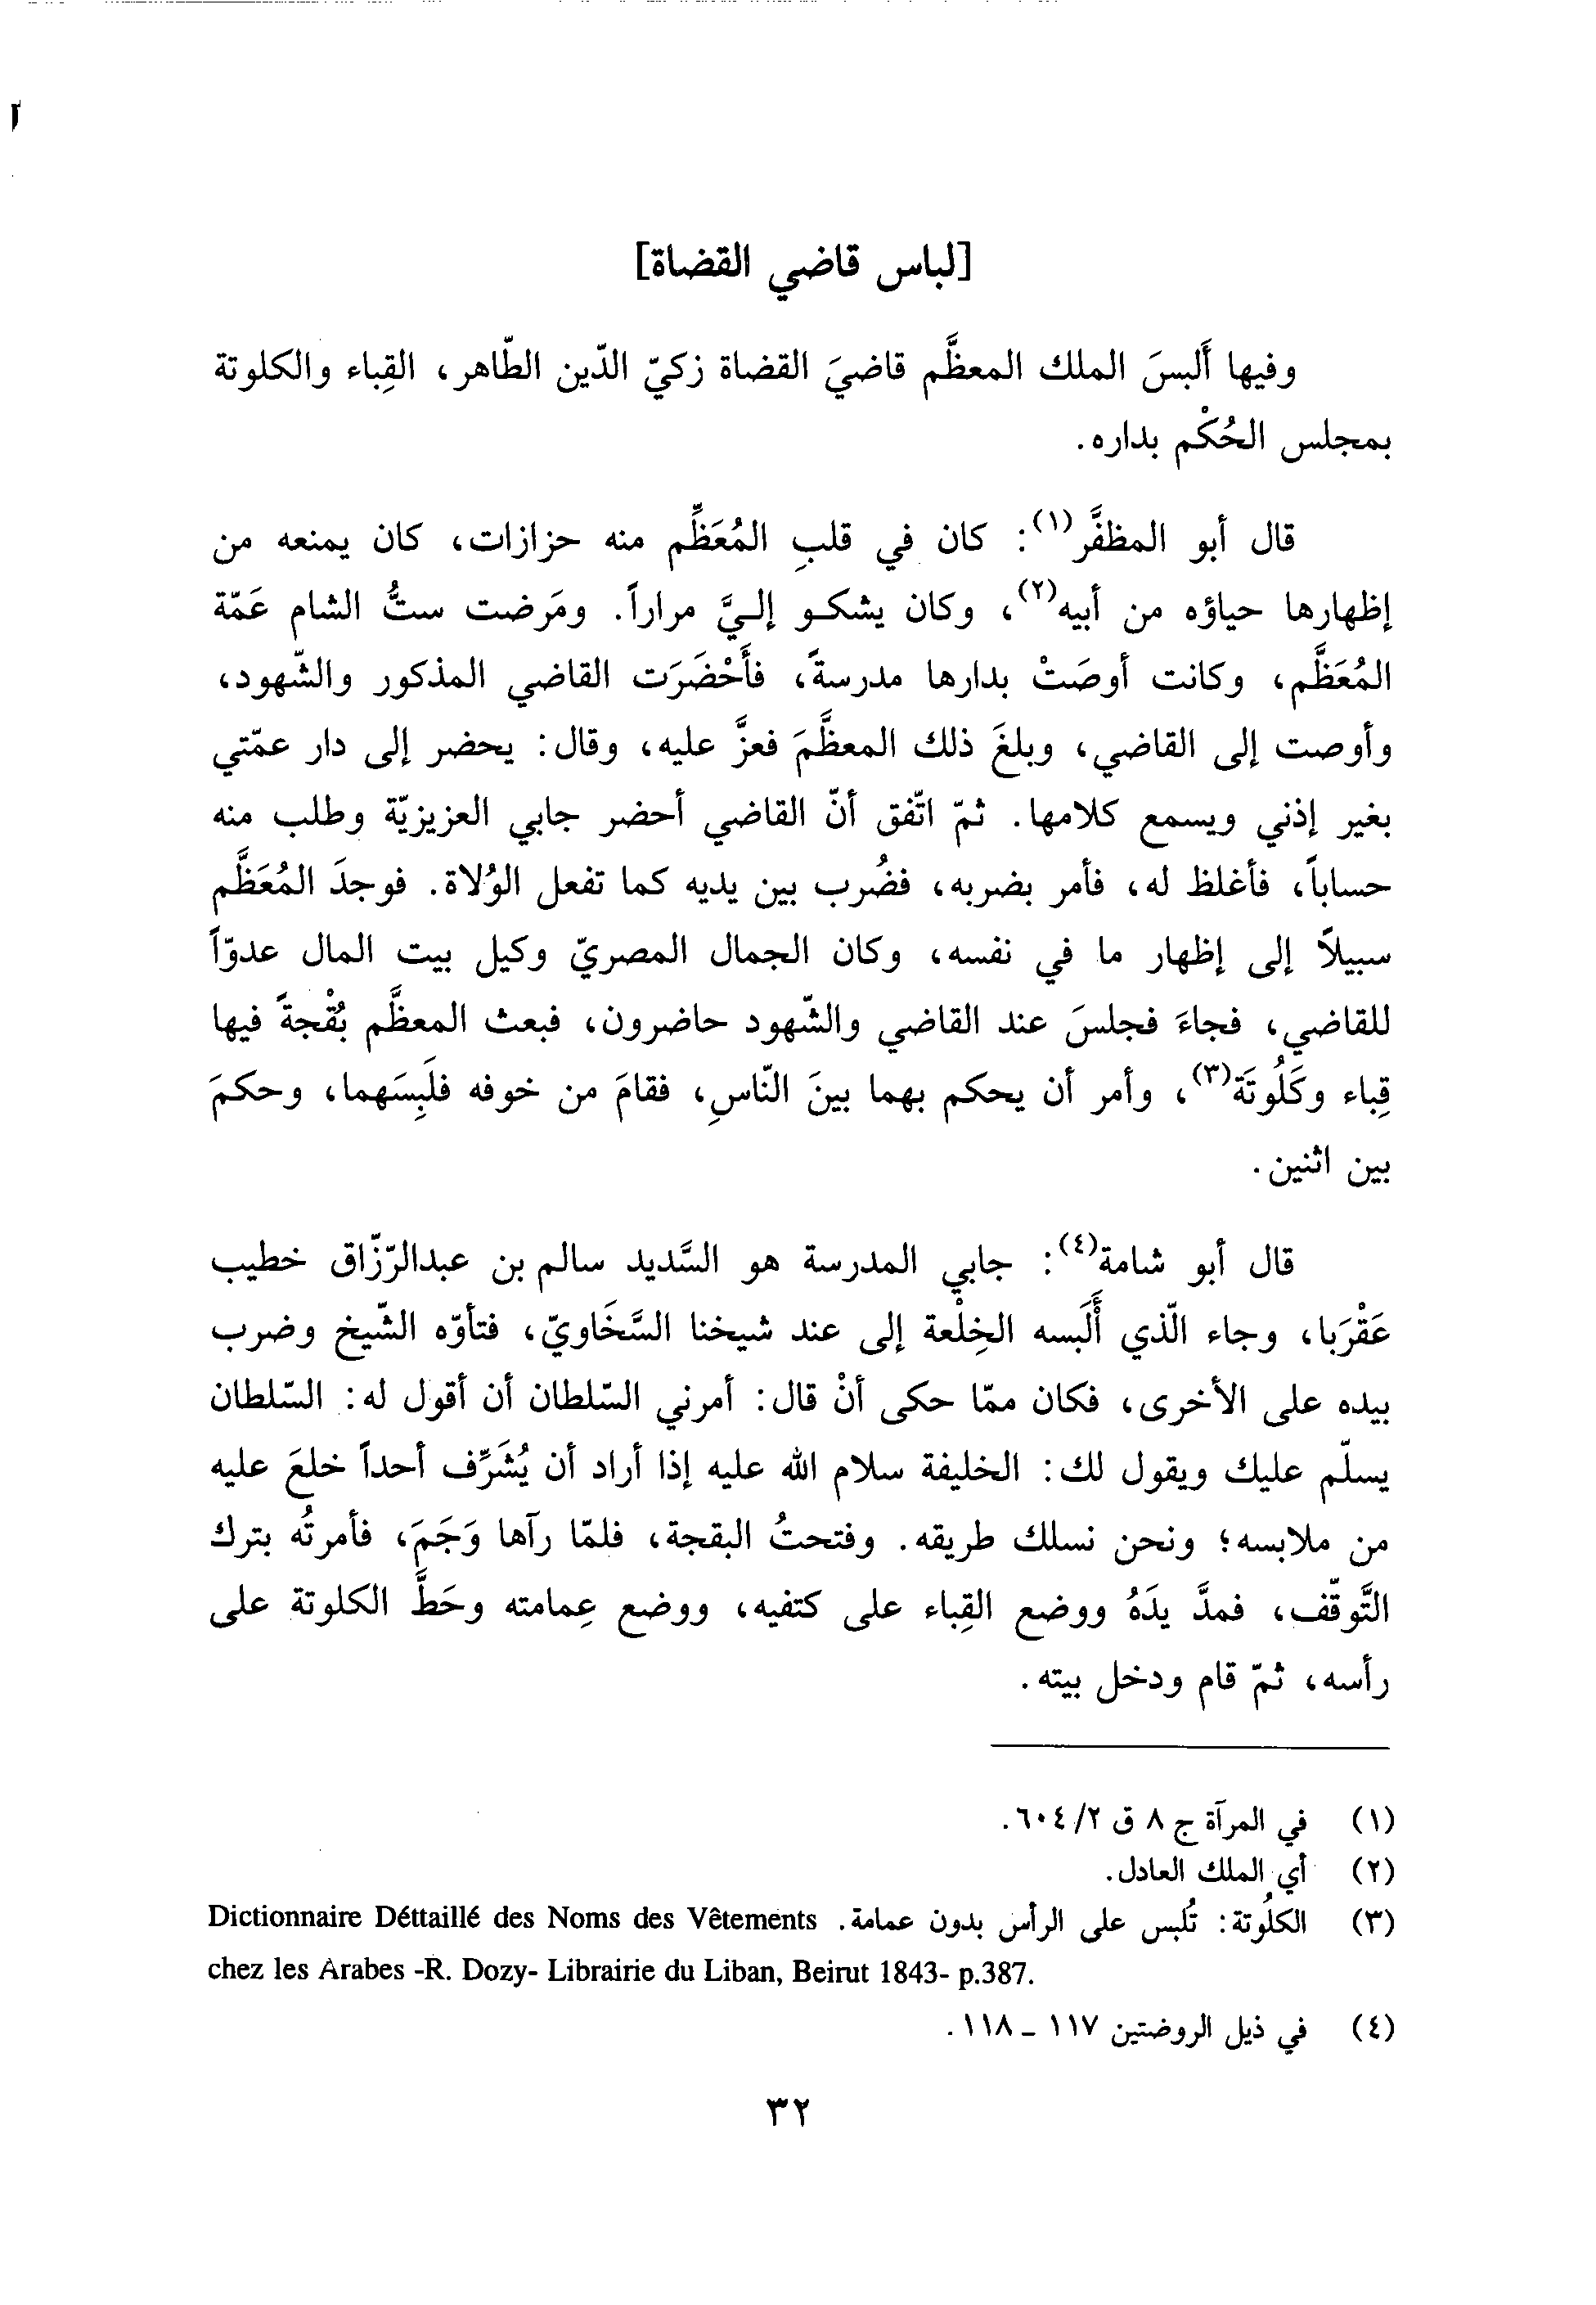 [لباس قاضي القضاة]
وفيها أَلبسَ الملك المعظَّم قاضيَ القضاة زكيّ الدّين الطّاهر، القِباء والكلوتة
بمجلس الحُكْم بداره.
قال أبو المظفَّر(١): كان في قلبِ المُعَظِّم منه حزازات، كان يمنعه من
إظهارها حياؤه من أبيه(٢)، وكان يشكو إليَّ مراراً. ومَرضت ستُّ الشام عَمّة
المُعَظَّم، وكانت أوصَتْ بدارها مدرسةً، فأَحْضَرَت القاضي المذكور والشّهود،
وأوصت إلى القاضي، وبلغَ ذلك المعظَّمَ فعزَّ عليه، وقال: يحضر إلى دار عمّتي
بغير إذني ويسمع كلامها. ثمّ اتّفق أنّ القاضي أحضر جابي العزيزيّة وطلب منه
حساباً، فأغلظ له، فأمر بضربه، فضُرب بين يديه كما تفعل الوُلاة. فوجدَ المُعَظَّم
سبيلاً إلى إظهار ما في نفسه، وكان الجمال المصريّ وكيل بيت المال عدوّاً
للقاضي، فجاءَ فجلسَ عند القاضي والشّهود حاضرون، فبعث المعظَّم بُقْجةً فيها
قِباء وكَلُوتَة(٣)، وأمر أن يحكم بهما بينَ النّاسِ، فقامَ من خوفه فلَبِسَهما، وحكمَ
بين اثنين.
قال أبو شامة(٤): جابي المدرسة هو السَّديد سالم بن عبدالرّزّاق خطيب
عَقْرَبا، وجاء الّذي أَلبَسه الخِلْعة إلى عند شيخنا السَّخَاويّ، فتأوّه الشّيخ وضرب
بيده على الأخرى، فكان ممّا حكى أنْ قال: أمرني السّلطان أن أقول له: السّلطان
يسلّم عليك ويقول لك: الخليفة سلام الله عليه إذا أراد أن يُشَرِّف أحداً خلعَ عليه
من ملابسه؛ ونحن نسلك طريقه. وفتحتُ البقجة، فلمّا رآها وَجَمَ، فأمرتُه بترك
التَّوقّف، فمدَّ يدَهُ ووضع القِباء على كتفيه، ووضع عِمامته وحَطَّ الكلوتة على
رأسه، ثمّ قام ودخل بيته.
(١) في المرآة ج ٨ ق ٢/ ٦٠٤.
(٢) أي الملك العادل.
(٣) الكلُوتة: تُلبس على الرأس بدون عمامة. Dictionnaire Déttaillé des Noms des Vêtements
chez les Arabes -R. Dozy- Librairie du Liban, Beirut 1843- p.387.
(٤) في ذيل الروضتين ١١٧ - ١١٨.
٣٢